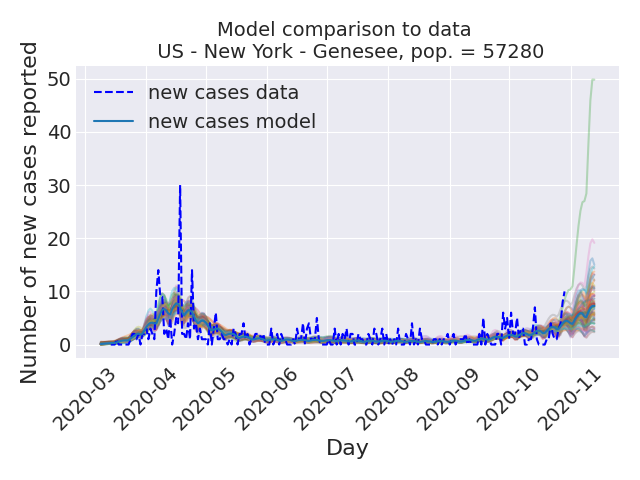 Model comparison to data
US - New York - Genesee, pop. = 57280
Number of new cases reported
50
40
30
20
10
0
new cases data
new cases model
2020-03
2020-04
2020-05
2020-06
2020-07
2020-08
2020-09
2020-10
2020-11
Day